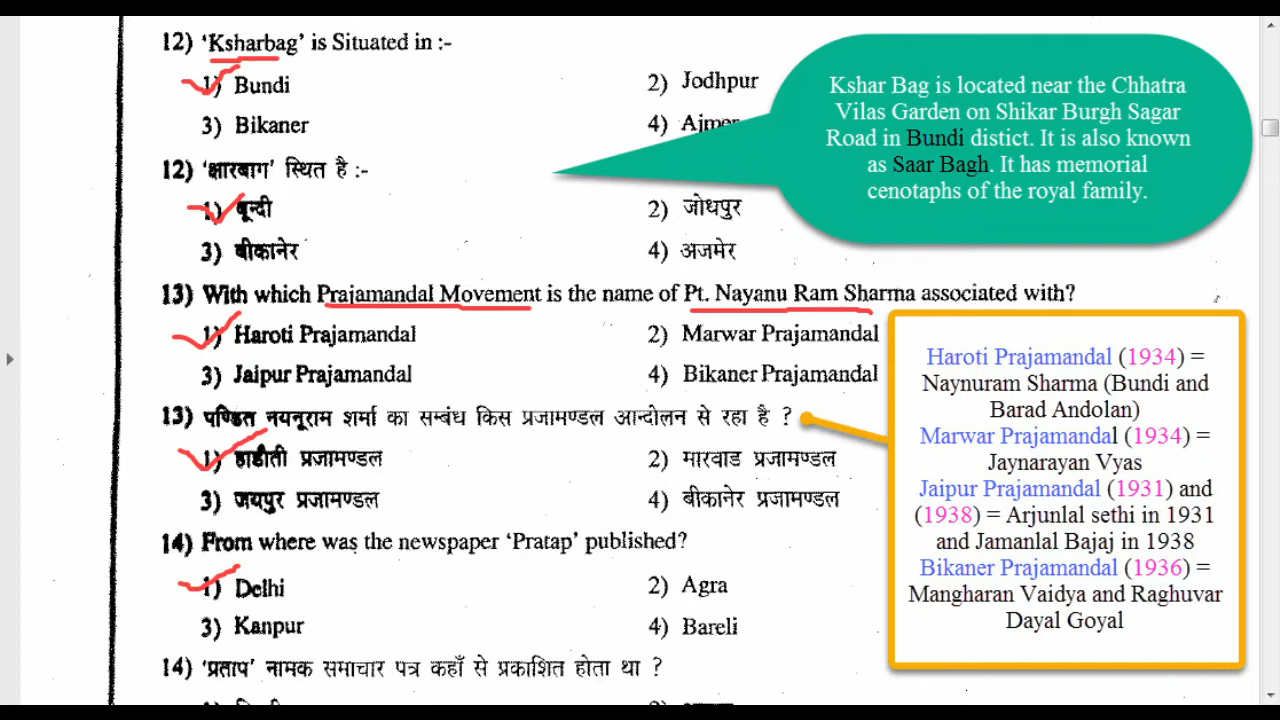 12) 'Ksharbag' is Situated in :-
1) Bundi 2) Jodhpur
3) Bikaner 4) Ajmer
12) 'क्षारबाग' स्थित है :-
1) बून्दी 2) जोधपुर
3) बीकानेर 4) अजमेर
Kshar Bag is located near the Chhatra
Vilas Garden on Shikar Burgh Sagar
Road in Bundi distict. It is also known
as Saar Bagh. It has memorial
cenotaphs of the royal family.
13) With which Prajamandal Movement is the name of Pt. Nayanu Ram Sharma associated with?
1) Haroti Prajamandal 2) Marwar Prajamandal
3) Jaipur Prajamandal 4) Bikaner Prajamandal
13) पण्डित नयनूराम शर्मा का सम्बंध किस प्रजामण्डल आन्दोलन से रहा है ?
1) हाडौती प्रजामण्डल 2) मारवाड प्रजामण्डल
3) जयपुर प्रजामण्डल 4) बीकानेर प्रजामण्डल
Haroti Prajamandal (1934) =
Naynuram Sharma (Bundi and
Barad Andolan)
Marwar Prajamandal (1934) =
Jaynarayan Vyas
Jaipur Prajamandal (1931) and
(1938) = Arjunlal sethi in 1931
and Jamanlal Bajaj in 1938
Bikaner Prajamandal (1936) =
Mangharan Vaidya and Raghuvar
Dayal Goyal
14) From where was the newspaper 'Pratap' published?
1) Delhi 2) Agra
3) Kanpur 4) Bareli
14) 'प्रताप' नामक समाचार पत्र कहाँ से प्रकाशित होता था ?